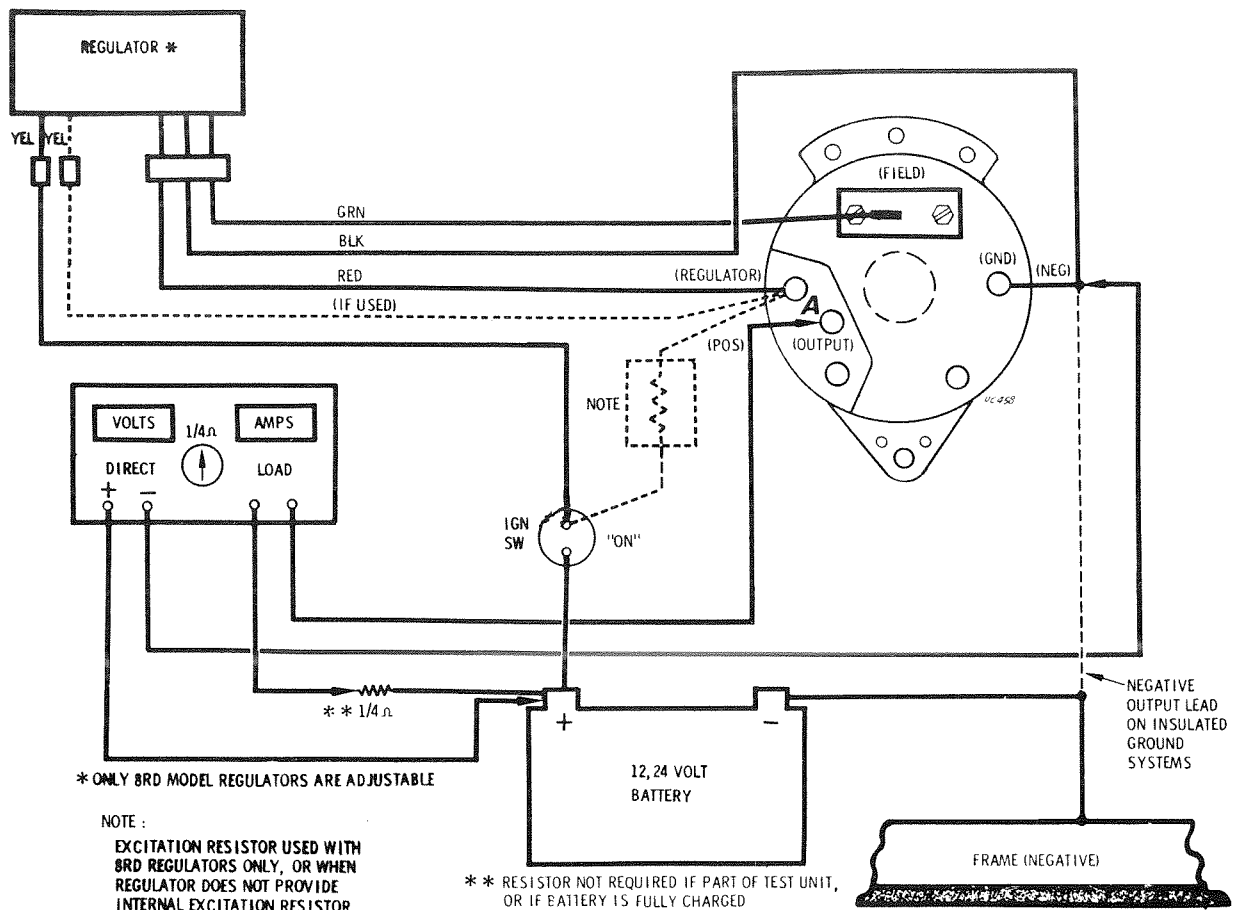 REGULATOR *
YEL YEL
(FIELD)
GRN
BLK
RED
(IF USED)
(REGULATOR)
(GND)
(NEG)
A
(POS)
(OUTPUT)
UC458
NOTE
VOLTS
1/4Ω
AMPS
DIRECT
LOAD
+ −
IGN
SW
"ON"
* * 1/4Ω
+ −
12,24 VOLT
BATTERY
NEGATIVE
OUTPUT LEAD
ON INSULATED
GROUND
SYSTEMS
* ONLY 8RD MODEL REGULATORS ARE ADJUSTABLE
NOTE :
EXCITATION RESISTOR USED WITH
8RD REGULATORS ONLY, OR WHEN
REGULATOR DOES NOT PROVIDE
INTERNAL EXCITATION RESISTOR
* * RESISTOR NOT REQUIRED IF PART OF TEST UNIT,
OR IF BATTERY IS FULLY CHARGED
FRAME (NEGATIVE)